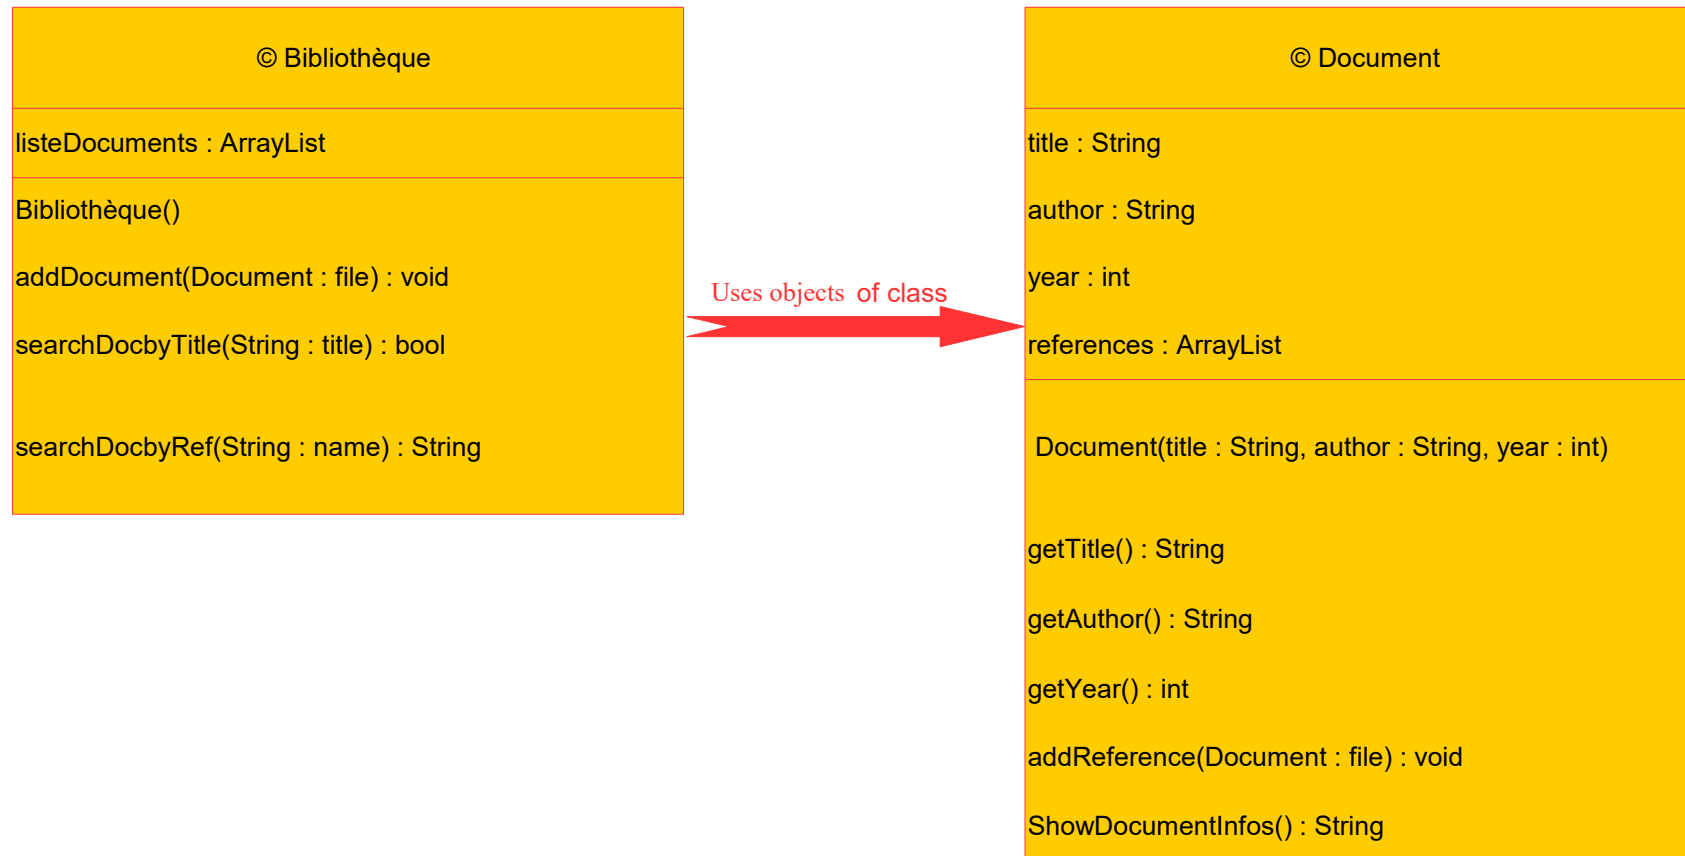 © Bibliothèque
listeDocuments : ArrayList
Bibliothèque()
addDocument(Document : file) : void
searchDocbyTitle(String : title) : bool
searchDocbyRef(String : name) : String
Uses objects of class
© Document
title : String
author : String
year : int
references : ArrayList
Document(title : String, author : String, year : int)
getTitle() : String
getAuthor() : String
getYear() : int
addReference(Document : file) : void
ShowDocumentInfos() : String